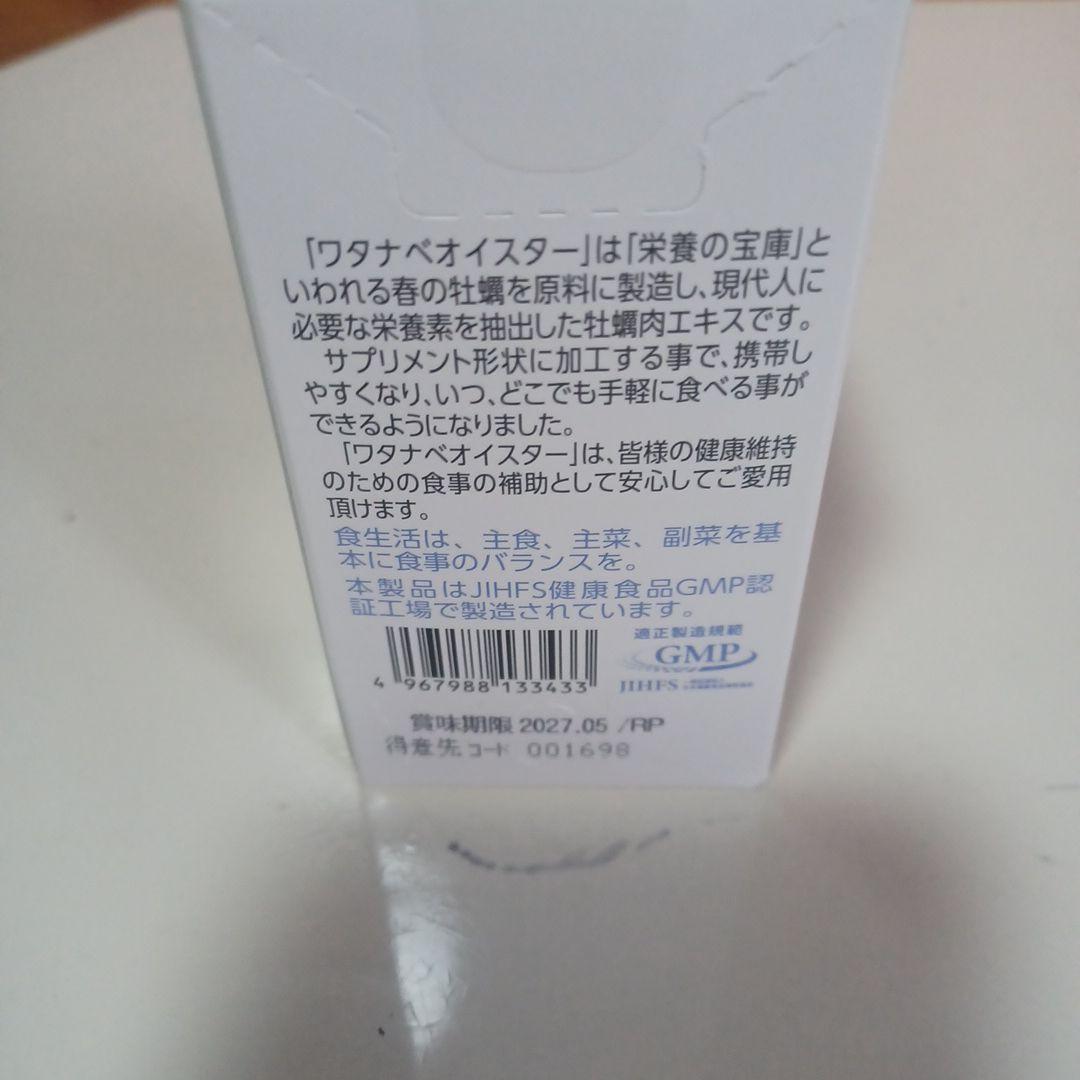 「ワタナベオイスター」は「栄養の宝庫」と
いわれる春の牡蠣を原料に製造し、現代人に
必要な栄養素を抽出した牡蠣肉エキスです。
サプリメント形状に加工する事で、携帯し
やすくなり、いつ、どこでも手軽に食べる事が
できるようになりました。
「ワタナベオイスター」は、皆様の健康維持
のための食事の補助として安心してご愛用
頂けます。
食生活は、主食、主菜、副菜を基
本に食事のバランスを。
本製品はJIHFS健康食品GMP認
証工場で製造されています。
適正製造規範
GMP
JIHFS
4 967988 133433
賞味期限 2027.05 /RP
得意先コード 001698